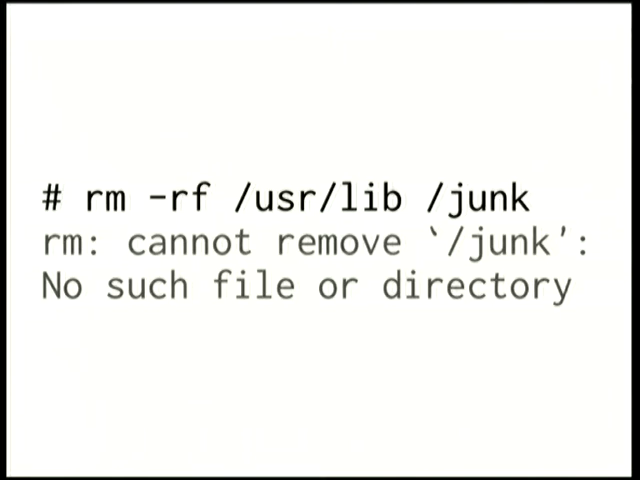 # rm -rf /usr/lib /junk
rm: cannot remove `/junk':
No such file or directory